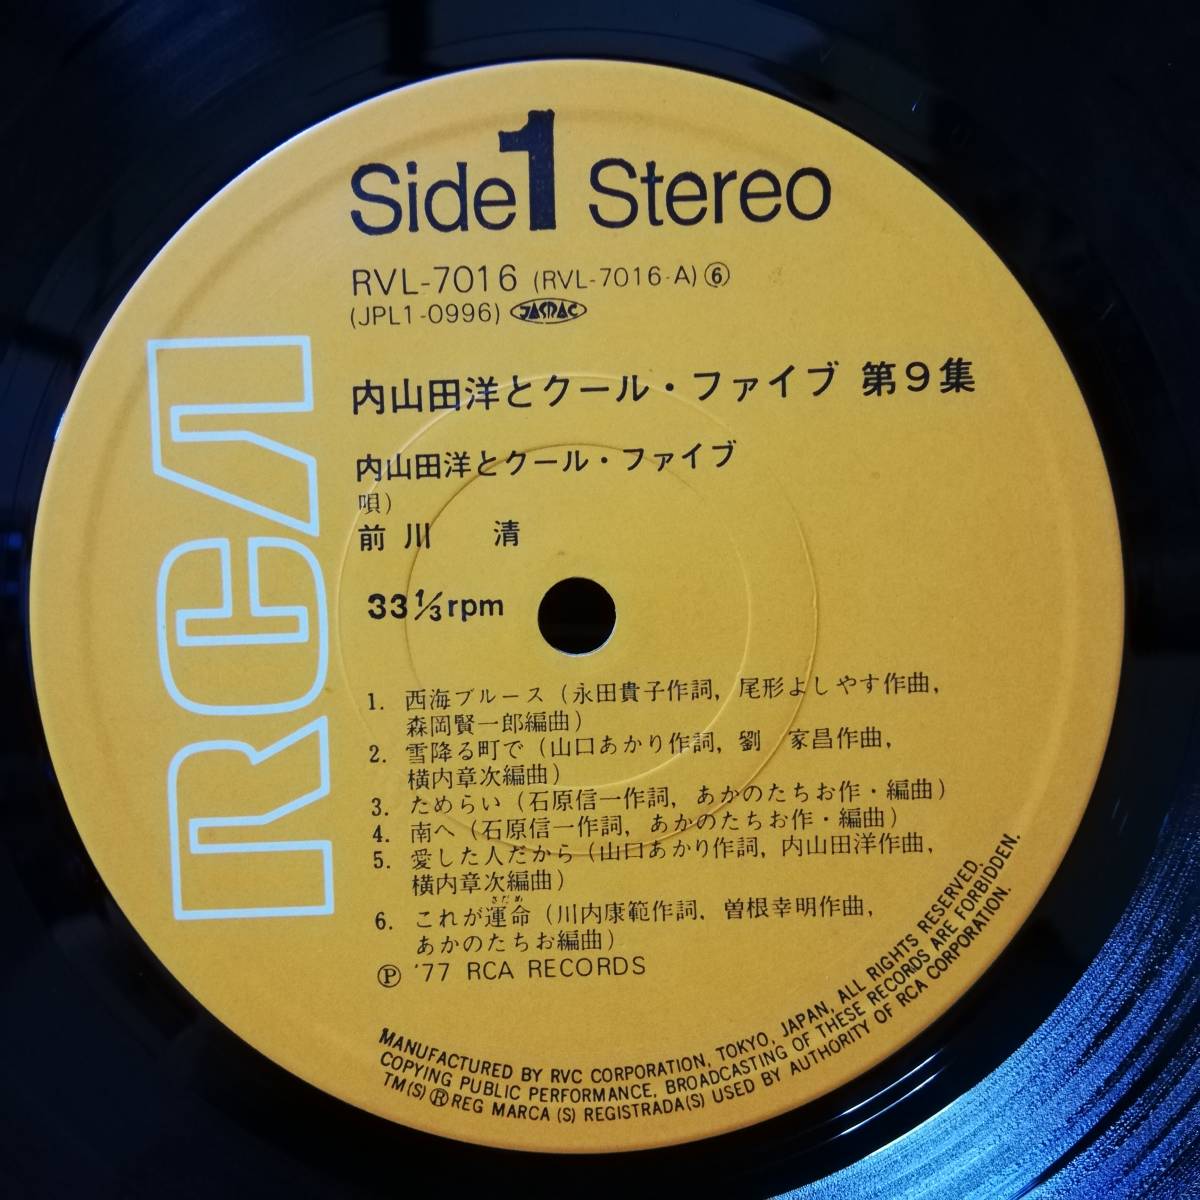 Side 1 Stereo
RVL-7016 (RVL-7016-A) ⑥
(JPL1-0996) JASRAC
内山田洋とクール・ファイブ 第9集
内山田洋とクール・ファイブ
唄)
前川 清
33 1/3 rpm
RCA
1. 西海ブルース (永田貴子作詞, 尾形よしやす作曲,
森岡賢一郎編曲)
2. 雪降る町で (山口あかり作詞, 劉 家昌作曲,
横内章次編曲)
3. ためらい (石原信一作詞, あかのたちお作・編曲)
4. 南へ (石原信一作詞, あかのたちお作・編曲)
5. 愛した人だから (山口あかり作詞, 内山田洋作曲,
横内章次編曲)
さだめ
6. これが運命 (川内康範作詞, 曽根幸明作曲,
あかのたちお編曲)
Ⓟ '77 RCA RECORDS
MANUFACTURED BY RVC CORPORATION, TOKYO, JAPAN, ALL RIGHTS RESERVED.
COPYING PUBLIC PERFORMANCE, BROADCASTING OF THESE RECORDS ARE FORBIDDEN.
TM(S) ® REG MARCA (S) REGISTRADA(S) USED BY AUTHORITY OF RCA CORPORATION.